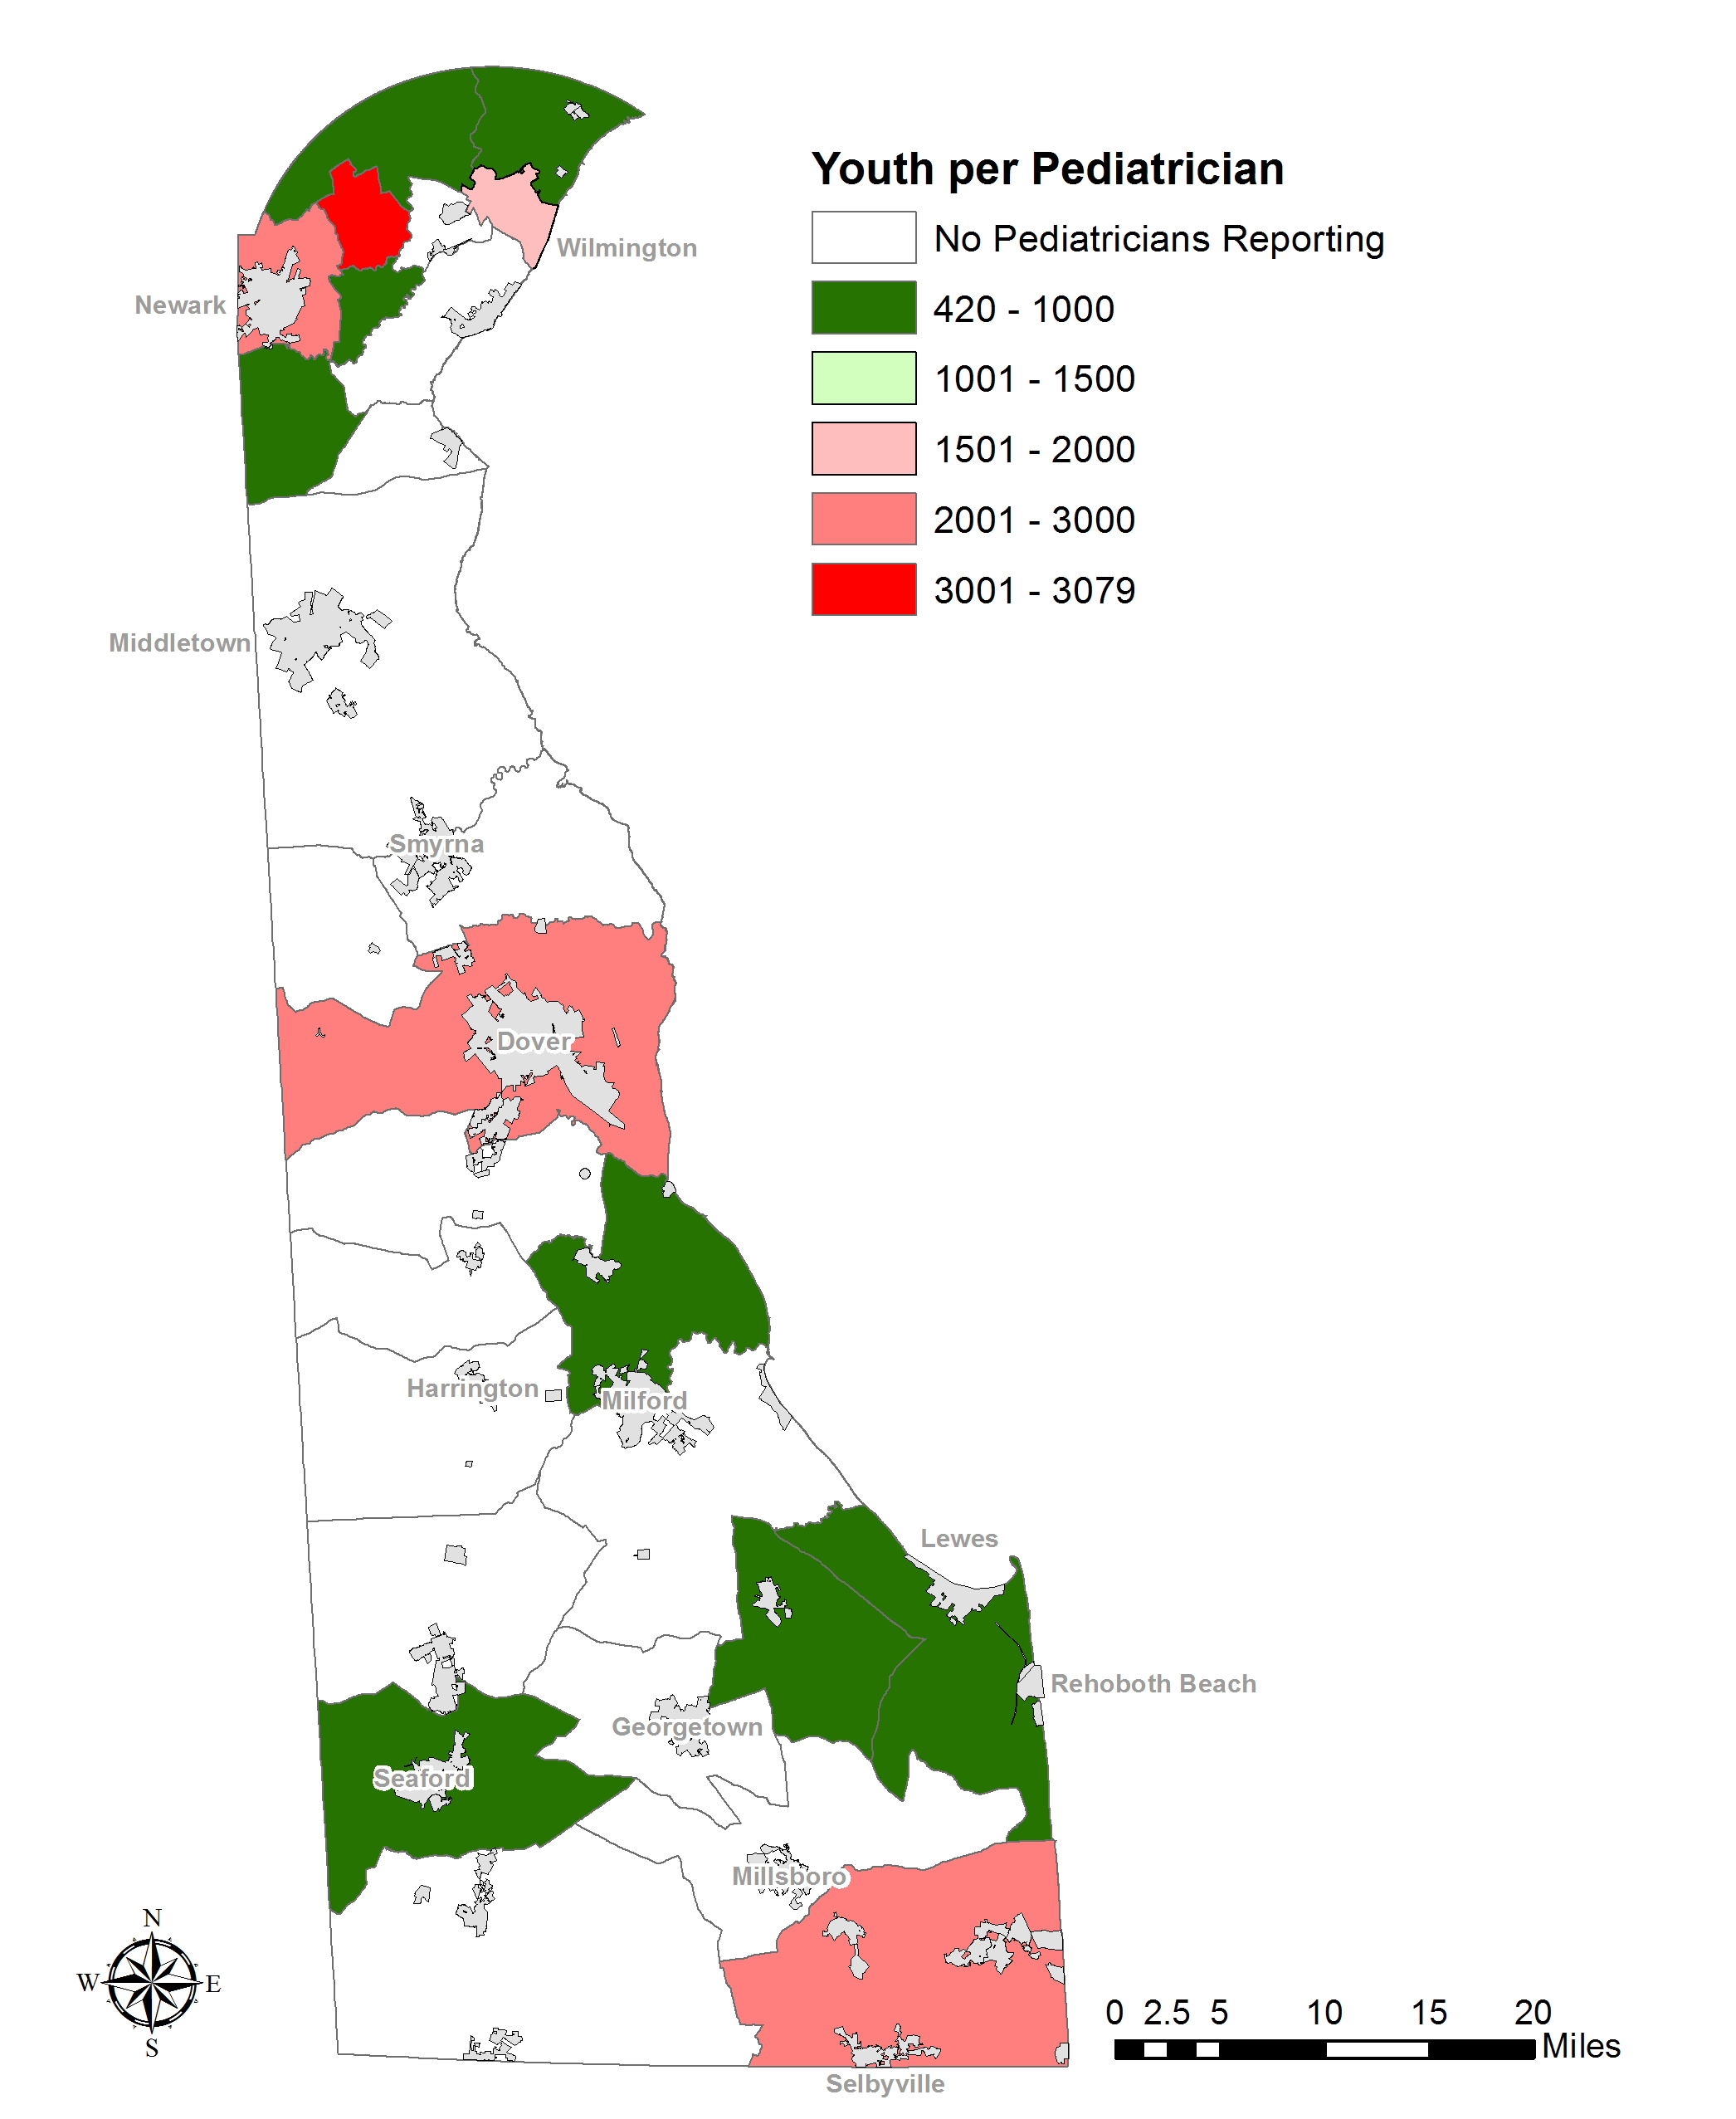 Youth per Pediatrician
No Pediatricians Reporting
420 - 1000
1001 - 1500
1501 - 2000
2001 - 3000
3001 - 3079
Wilmington
Newark
Middletown
Smyrna
Dover
Harrington
Milford
Lewes
Rehoboth Beach
Georgetown
Seaford
Millsboro
Selbyville
N
W E
S
0 2.5 5 10 15 20
Miles